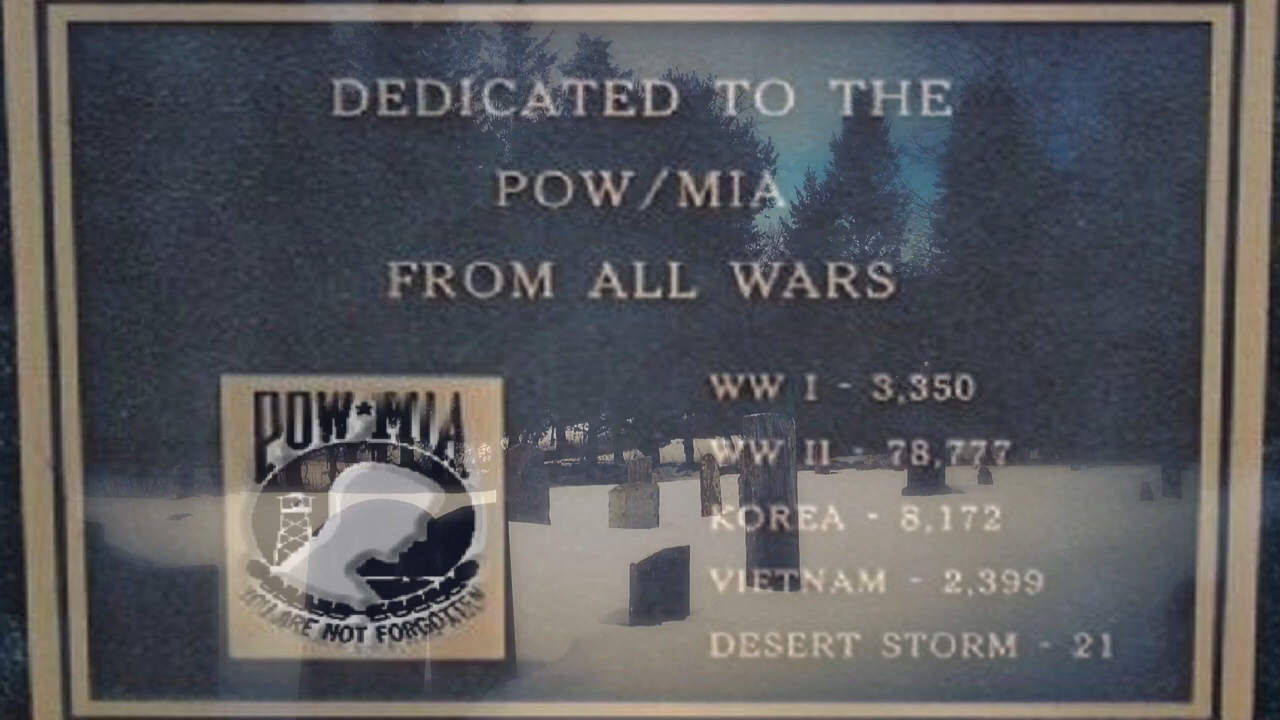 DEDICATED TO THE
POW/MIA
FROM ALL WARS
WW I - 3,350
WW II - 78,777
KOREA - 8,172
VIETNAM - 2,399
DESERT STORM - 21
POW★MIA
YOU ARE NOT FORGOTTEN